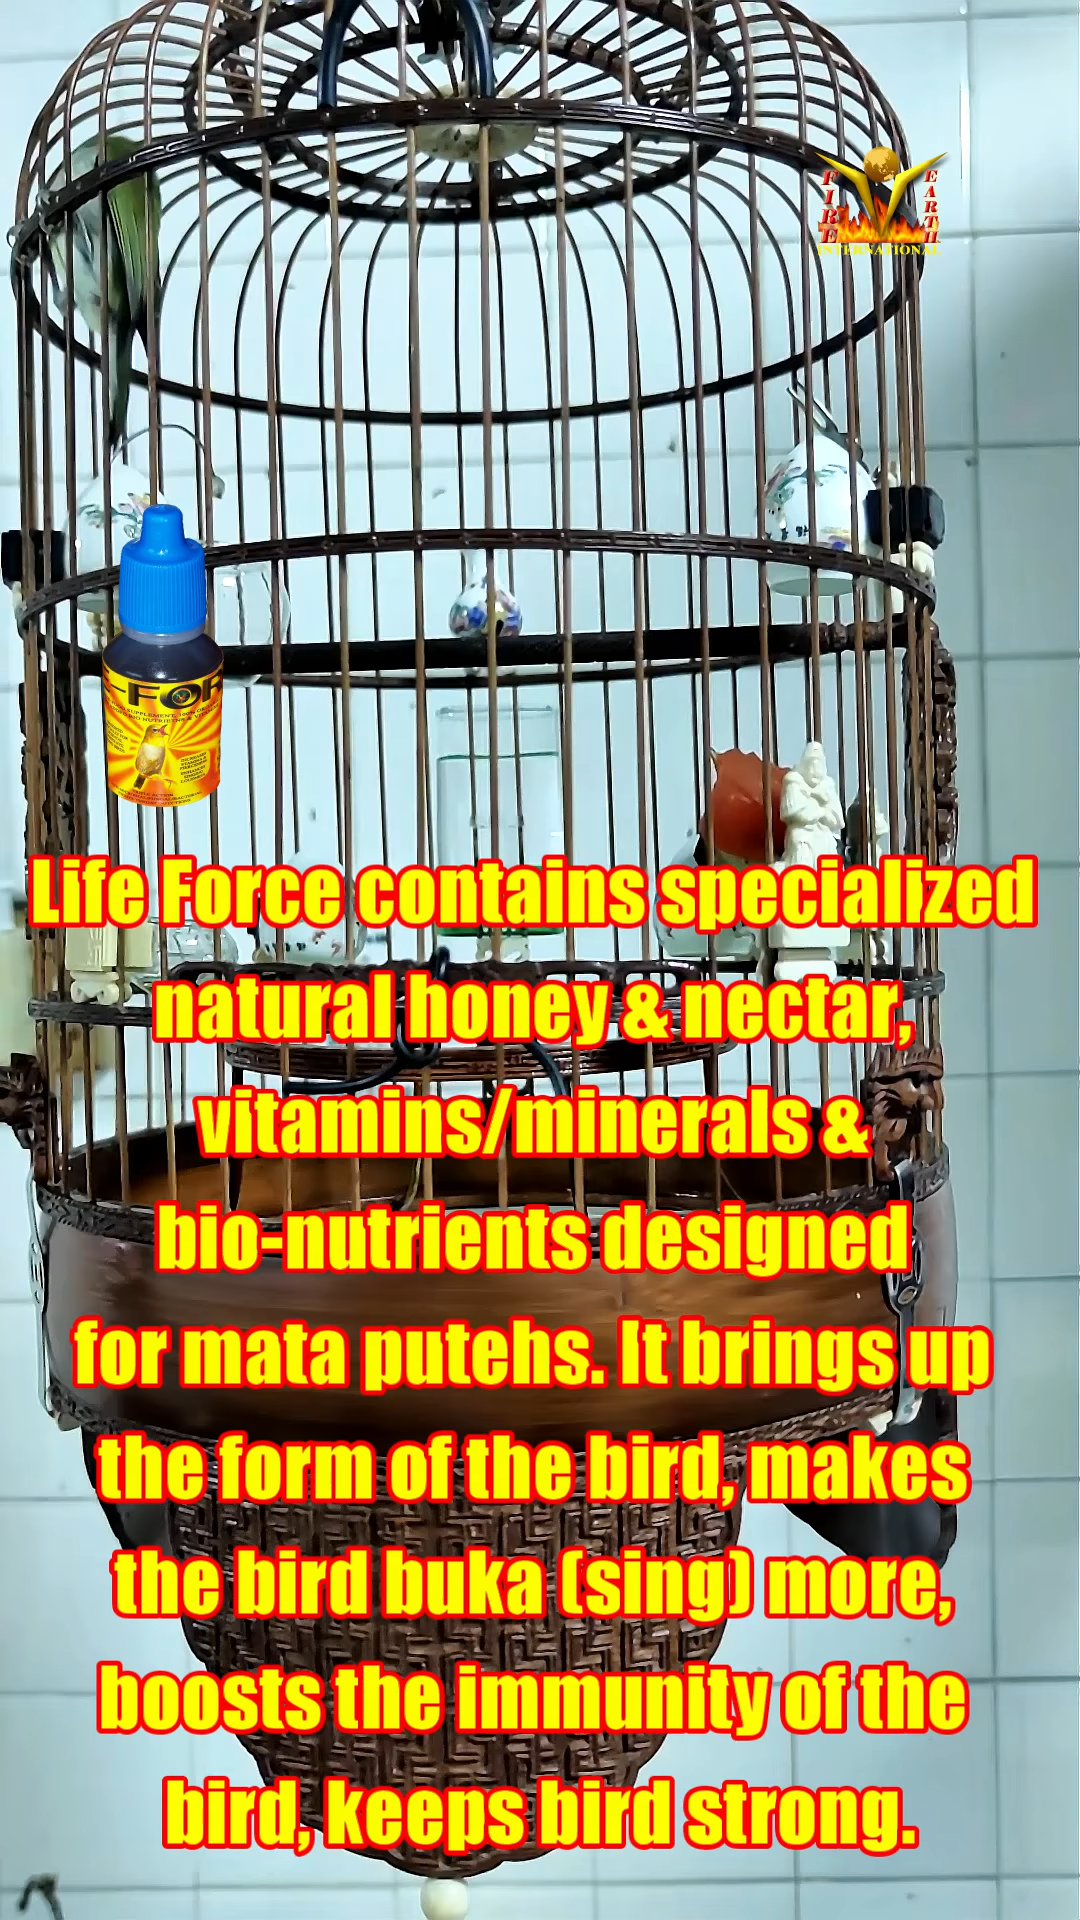 FIRE
EARTH
INTERNATIONAL
E-FOR
Life Force contains specialized
natural honey & nectar,
vitamins/minerals &
bio-nutrients designed
for mata putehs. It brings up
the form of the bird, makes
the bird buka (sing) more,
boosts the immunity of the
bird, keeps bird strong.